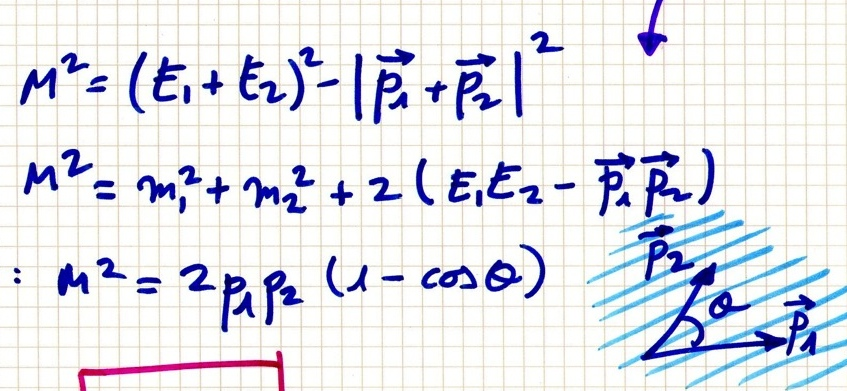 M² = (E₁ + E₂)² - |p⃗₁ + p⃗₂|²
M² = m₁² + m₂² + 2 (E₁E₂ - p⃗₁ p⃗₂)
: M² = 2p₁p₂ (1 - cosθ)
p⃗₂
θ
p⃗₁